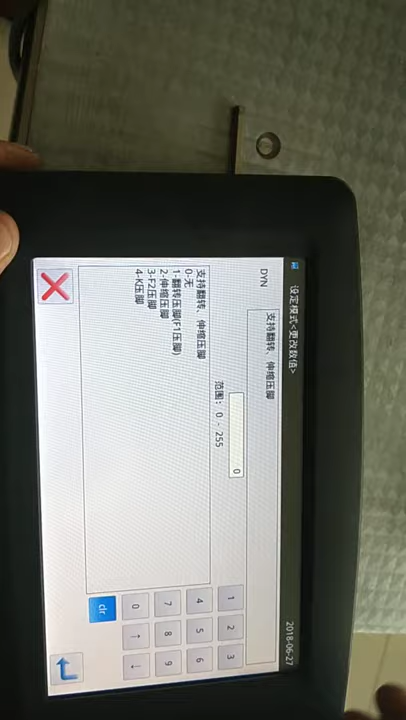 设定模式<更改数值>
2018-06-27
DYN
支持翻转、伸缩压脚
0
范围： 0 - 255
支持翻转、伸缩压脚
0-无
1-翻转压脚(F1压脚)
2-伸缩压脚
3-F2压脚
4-K压脚
1 2 3
4 5 6
7 8 9
0 ↑ ↓
clr